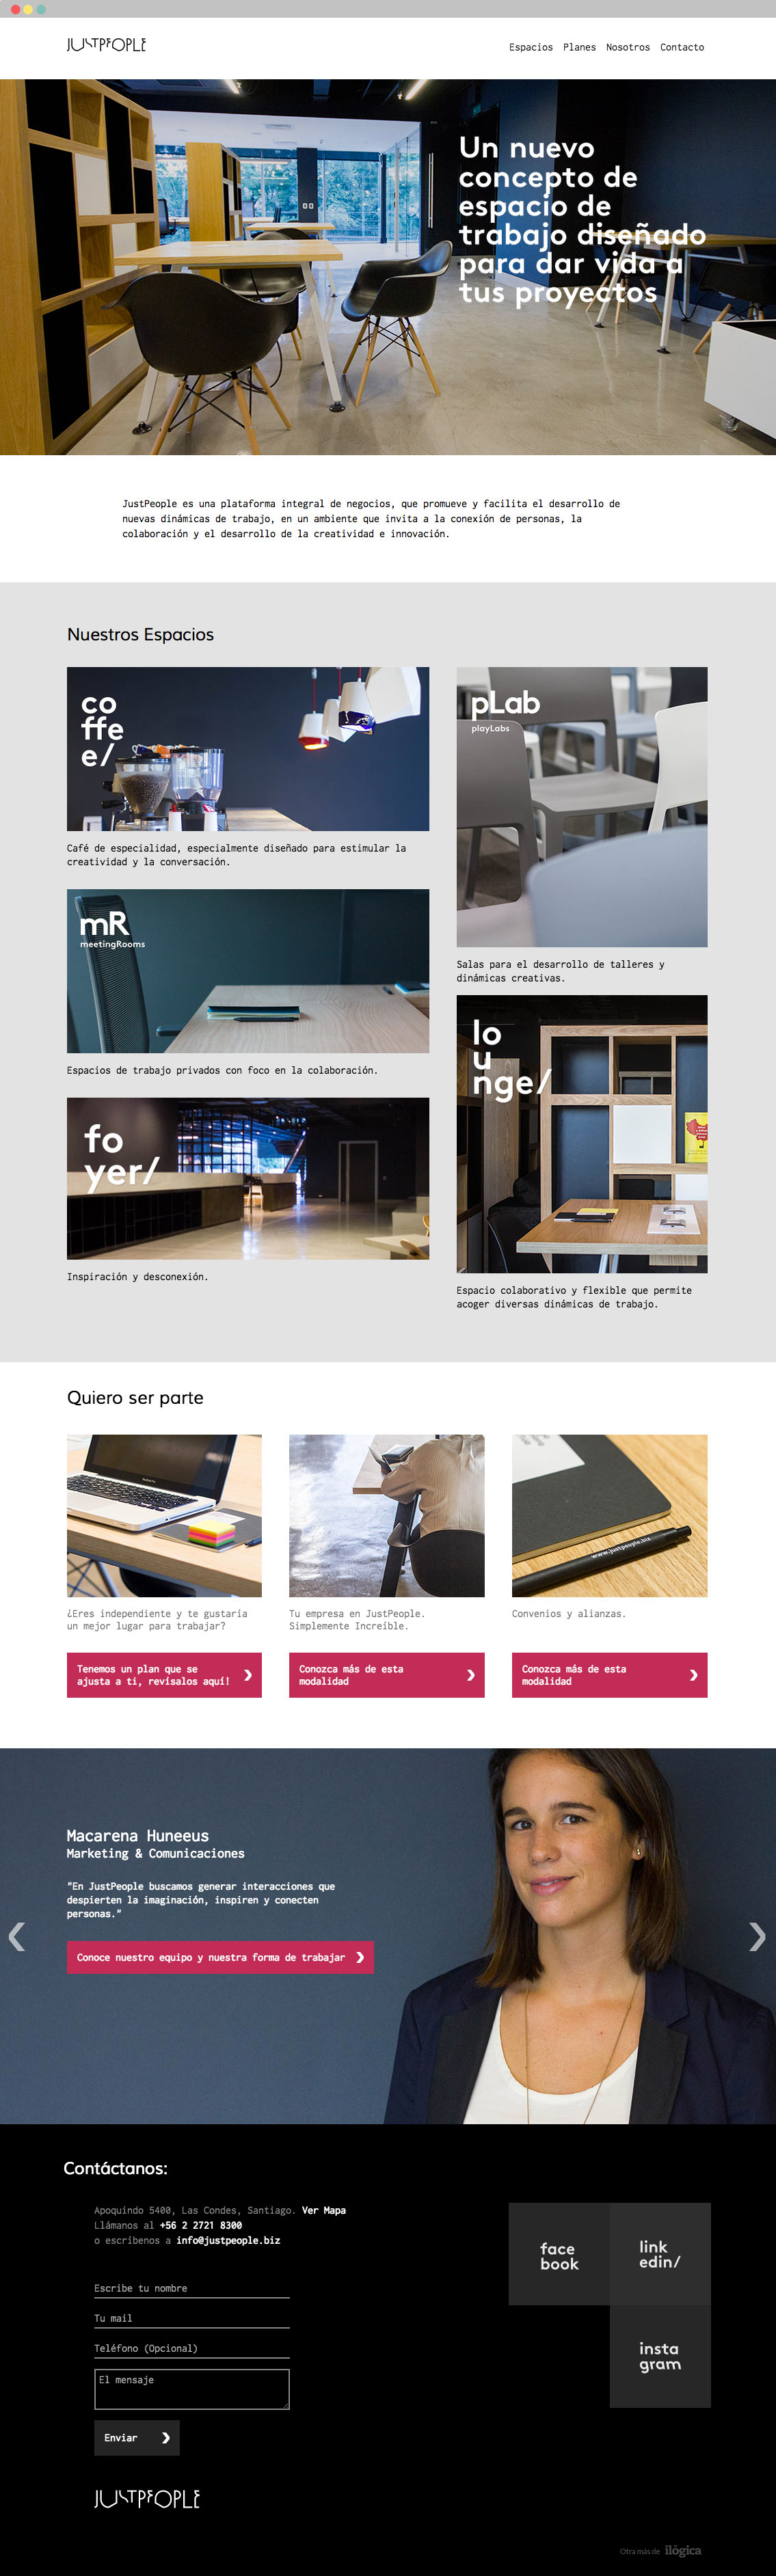 JUSTPEOPLE
Espacios Planes Nosotros Contacto
Un nuevo
concepto de
espacio de
trabajo diseñado
para dar vida a
tus proyectos
JustPeople es una plataforma integral de negocios, que promueve y facilita el desarrollo de
nuevas dinámicas de trabajo, en un ambiente que invita a la conexión de personas, la
colaboración y el desarrollo de la creatividad e innovación.
Nuestros Espacios
co
ffe
e/
Café de especialidad, especialmente diseñado para estimular la
creatividad y la conversación.
mR
meetingRooms
Espacios de trabajo privados con foco en la colaboración.
fo
yer/
Inspiración y desconexión.
pLab
playLabs
Salas para el desarrollo de talleres y
dinámicas creativas.
lo
u
nge/
Espacio colaborativo y flexible que permite
acoger diversas dinámicas de trabajo.
Quiero ser parte
¿Eres independiente y te gustaría
un mejor lugar para trabajar?
Tenemos un plan que se
ajusta a ti, revísalos aquí!
Tu empresa en JustPeople.
Simplemente Increíble.
Conozca más de esta
modalidad
www.justpeople.biz
Convenios y alianzas.
Conozca más de esta
modalidad
Macarena Huneeus
Marketing & Comunicaciones
"En JustPeople buscamos generar interacciones que
despierten la imaginación, inspiren y conecten
personas."
Conoce nuestro equipo y nuestra forma de trabajar
Contáctanos:
Apoquindo 5400, Las Condes, Santiago. Ver Mapa
Llámanos al +56 2 2721 8300
o escríbenos a info@justpeople.biz
Escribe tu nombre
Tu mail
Teléfono (Opcional)
El mensaje
Enviar
face
book
link
edin/
insta
gram
JUSTPEOPLE
Otra más de ilógica